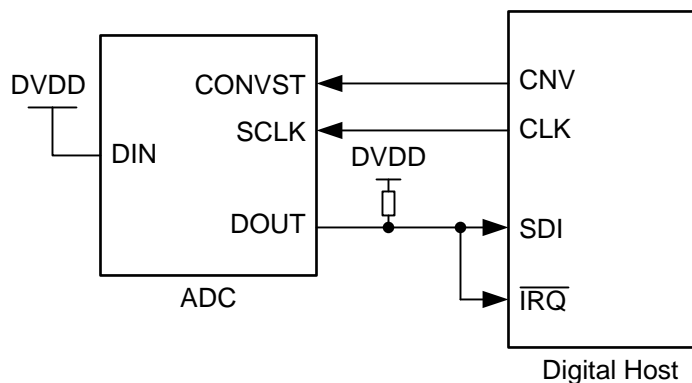 DVDD
DIN
CONVST
SCLK
DOUT
ADC
DVDD
CNV
CLK
SDI
IRQ
Digital Host